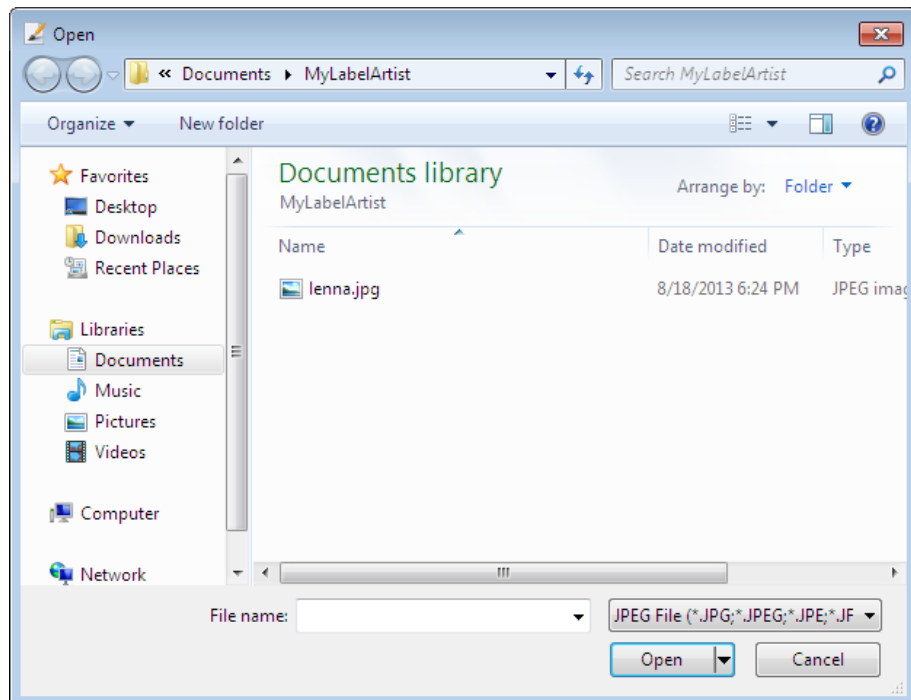 Open
« Documents ▸ MyLabelArtist
Search MyLabelArtist
Organize
New folder
Favorites
Desktop
Downloads
Recent Places
Libraries
Documents
Music
Pictures
Videos
Computer
Network
Documents library
MyLabelArtist
Arrange by: Folder
Name Date modified Type
lenna.jpg 8/18/2013 6:24 PM JPEG imag
File name:
JPEG File (*.JPG;*.JPEG;*.JPE;*.JF
Open Cancel